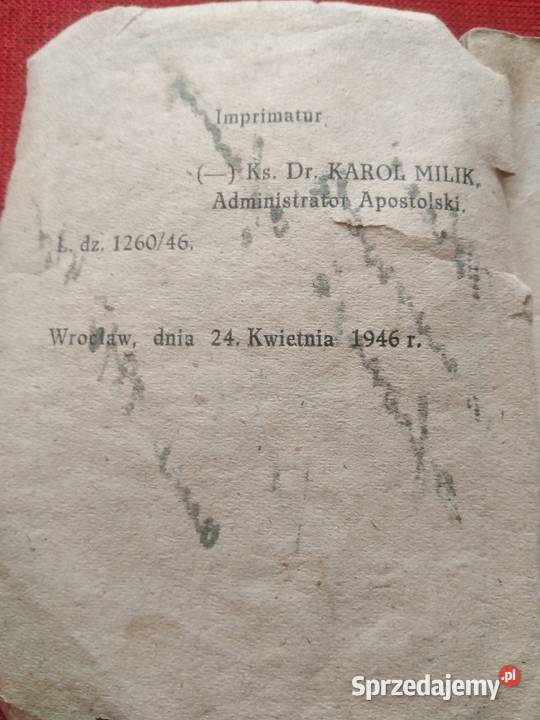 Imprimatur
(—) Ks. Dr. KAROL MILIK,
Administrator Apostolski.
L. dz. 1260/46.
Wrocław, dnia 24. Kwietnia 1946 r.
Sprzedajemy.pl